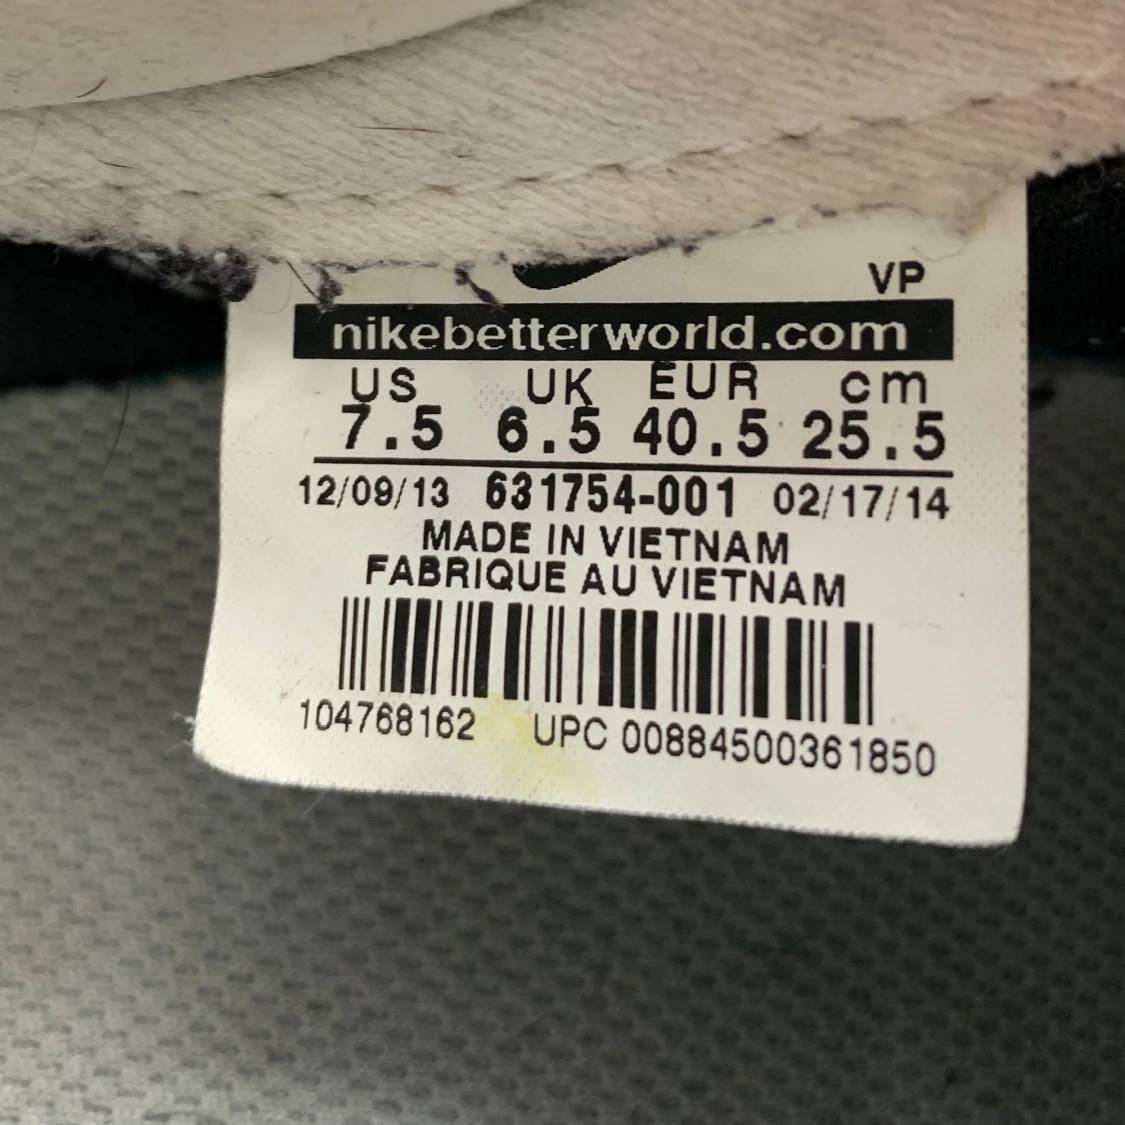 VP
nikebetterworld.com
US UK EUR cm
7.5 6.5 40.5 25.5
12/09/13 631754-001 02/17/14
MADE IN VIETNAM
FABRIQUE AU VIETNAM
104768162 UPC 00884500361850